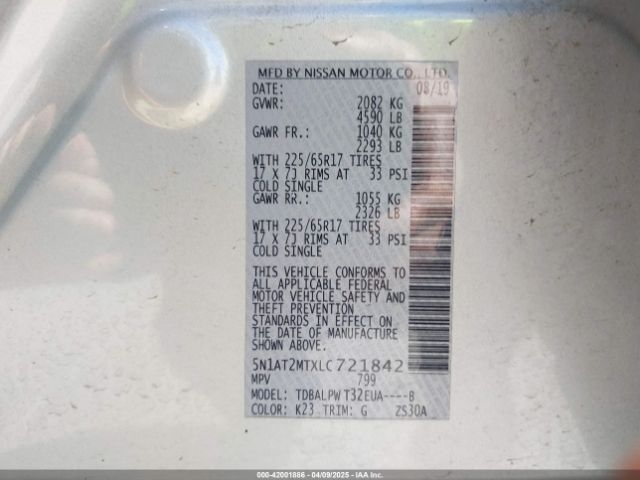 MFD BY NISSAN MOTOR CO., LTD.
DATE: 08/19
GVWR: 2082 KG
4590 LB
GAWR FR.: 1040 KG
2293 LB
WITH 225/65R17 TIRES
17 X 7J RIMS AT 33 PSI
COLD SINGLE
GAWR RR.: 1055 KG
2326 LB
WITH 225/65R17 TIRES
17 X 7J RIMS AT 33 PSI
COLD SINGLE
THIS VEHICLE CONFORMS TO
ALL APPLICABLE FEDERAL
MOTOR VEHICLE SAFETY AND
THEFT PREVENTION
STANDARDS IN EFFECT ON
THE DATE OF MANUFACTURE
SHOWN ABOVE.
5N1AT2MTXLC721842
MPV 799
MODEL: TDBALPW T32EUA----B
COLOR: K23 TRIM: G ZS30A
000-42001886 - 04/09/2025 - IAAI.COM